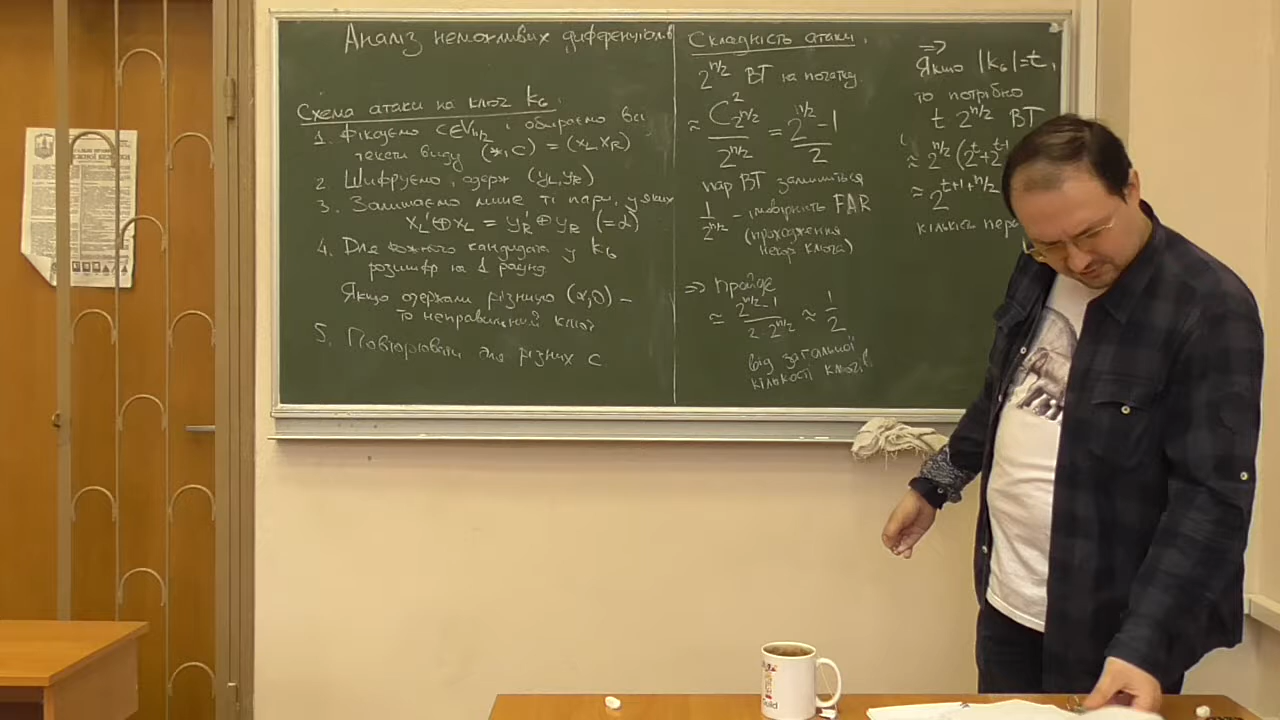 Аналіз неможливих диференціалів
Схема атаки на ключ k₆.
1. Фіксуємо C∈V_{n/2} і обираємо всі
тексти виду (*, C) = (x_L, x_R)
2. Шифруємо, одерж (y_L, y_R)
3. Залишаємо лише ті пари, у яких
x_L' ⊕ x_L = y_R' ⊕ y_R (=α)
4. Для кожного кандидата у k₆
розшифр на 1 раунд
Якщо одержали різницю (α, 0) –
то неправильний ключ
5. Повторювати для різних C
Складність атаки.
2^{n/2} ВТ на початку.
≈ C²_{2^{n/2}} / 2^{n/2} = (2^{n/2} - 1) / 2
пар ВТ залишиться
1 / 2^{n/2} – імовірність FAR
(проходження
непр ключа)
⇒ Пройде
≈ (2^{n/2} - 1) / (2·2^{n/2}) ≈ 1/2
від загальної
кількості ключів
⇒
Якщо |k₆| = t,
то потрібно
t 2^{n/2} ВТ
≈ 2^{n/2} (2^t + 2^{t-1}
≈ 2^{t+1+n/2}
кількість